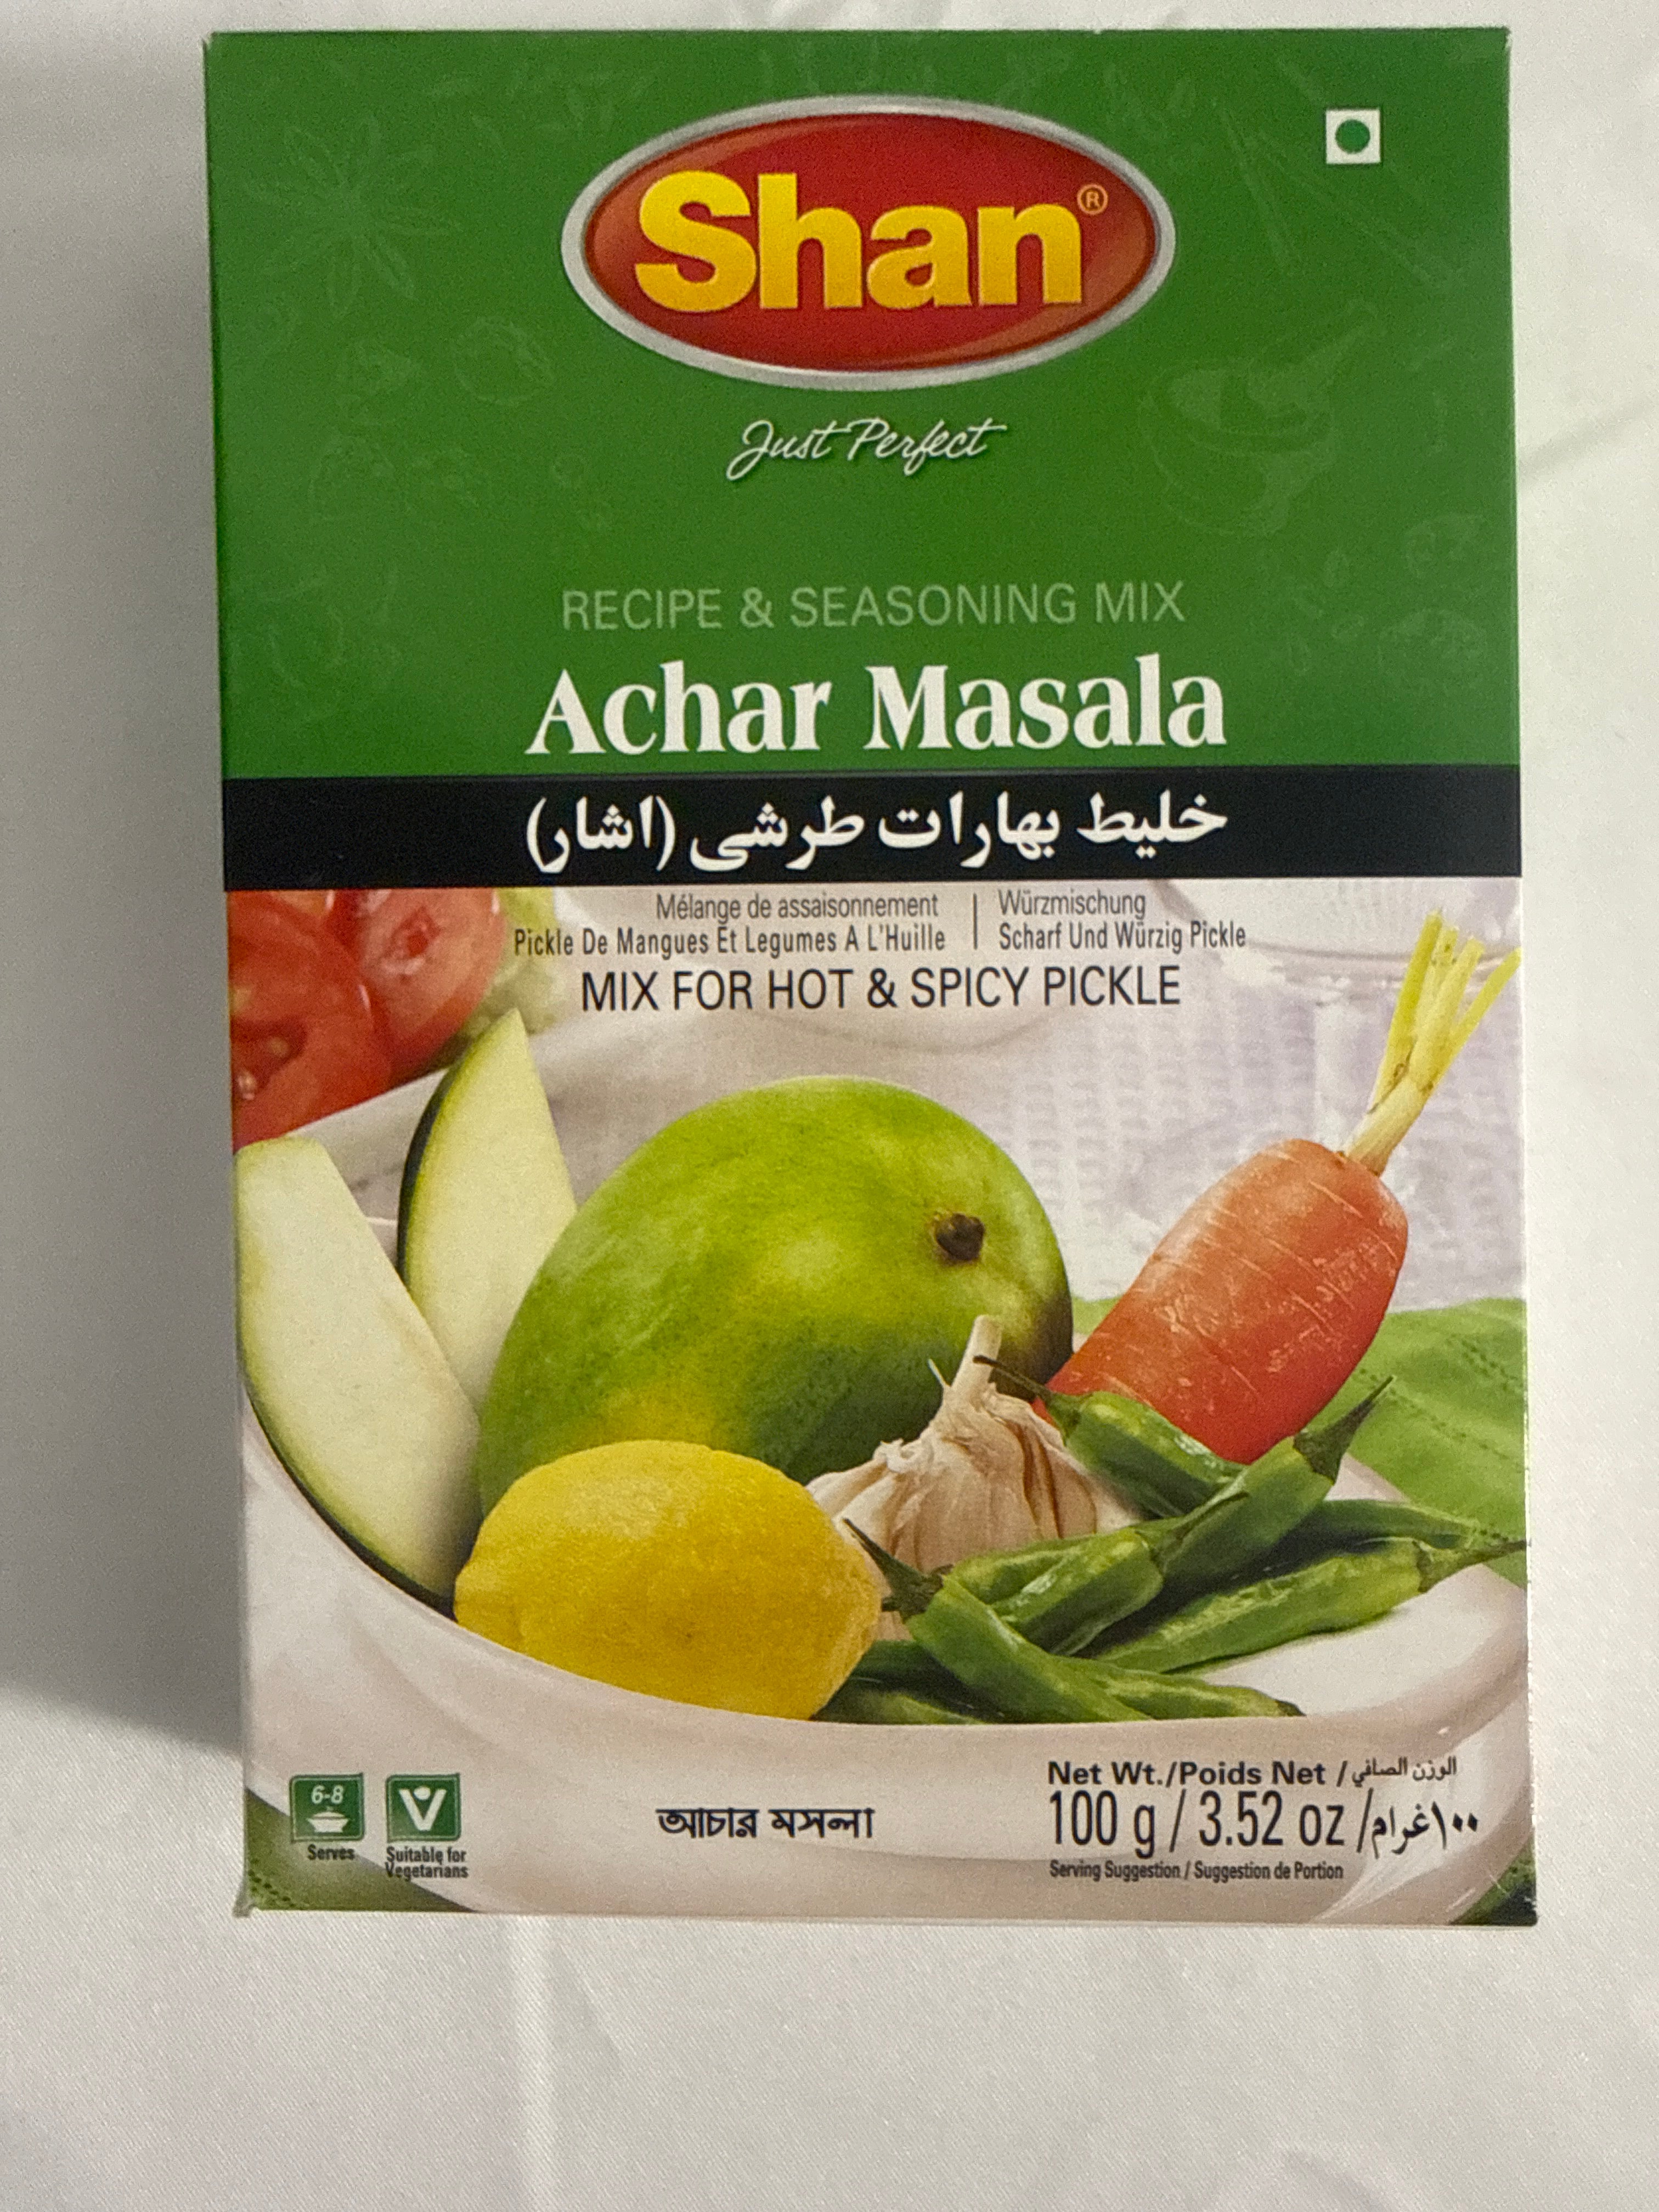 Shan®
Just Perfect
RECIPE & SEASONING MIX
Achar Masala
خليط بهارات طرشي (اشار)
Mélange de assaisonnement
Pickle De Mangues Et Legumes A L'Huille
Würzmischung
Scharf Und Würzig Pickle
MIX FOR HOT & SPICY PICKLE
6-8
Serves
V
Suitable for
Vegetarians
আচার মসলা
Net Wt./Poids Net / الوزن الصافي
100 g / 3.52 oz / ١٠٠غرام
Serving Suggestion / Suggestion de Portion